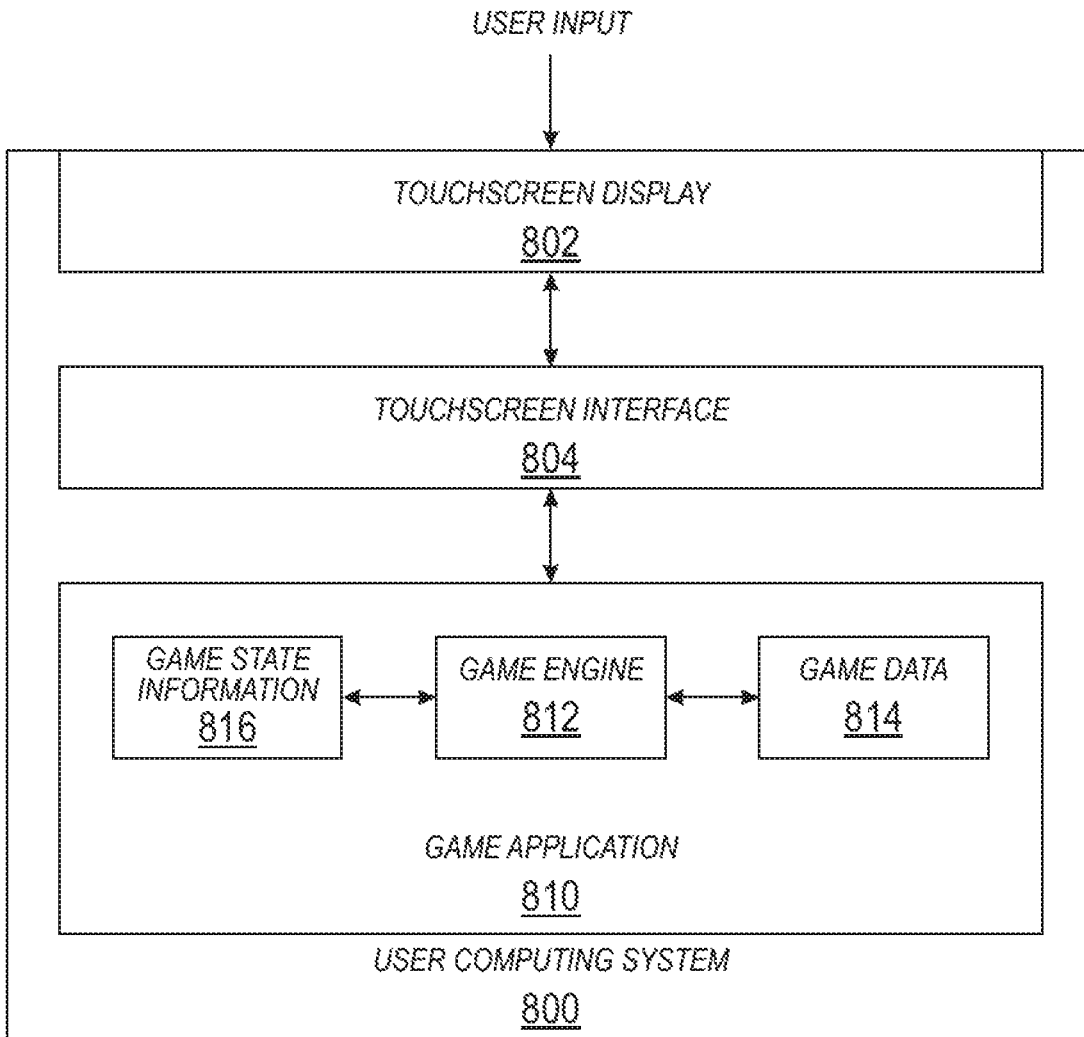 USER INPUT
TOUCHSCREEN DISPLAY
802
TOUCHSCREEN INTERFACE
804
GAME STATE
INFORMATION
816
GAME ENGINE
812
GAME DATA
814
GAME APPLICATION
810
USER COMPUTING SYSTEM
800